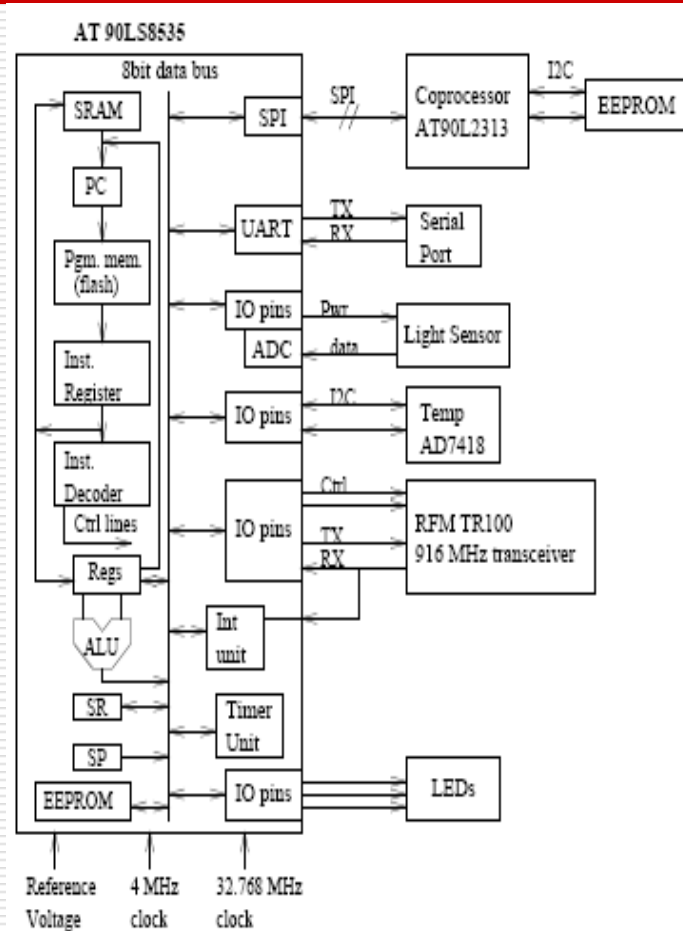 AT 90LS8535
8bit data bus
SRAM
PC
Pgm. mem.
(flash)
Inst.
Register
Inst.
Decoder
Ctrl lines
Regs
ALU
SR
SP
EEPROM
SPI
UART
IO pins
ADC
IO pins
IO pins
Int
unit
Timer
Unit
IO pins
SPI
Coprocessor
AT90L2313
I2C
EEPROM
TX
RX
Serial
Port
Pwr
data
Light Sensor
I2C
Temp
AD7418
Ctrl
TX
RX
RFM TR100
916 MHz transceiver
LEDs
Reference
Voltage
4 MHz
clock
32.768 MHz
clock